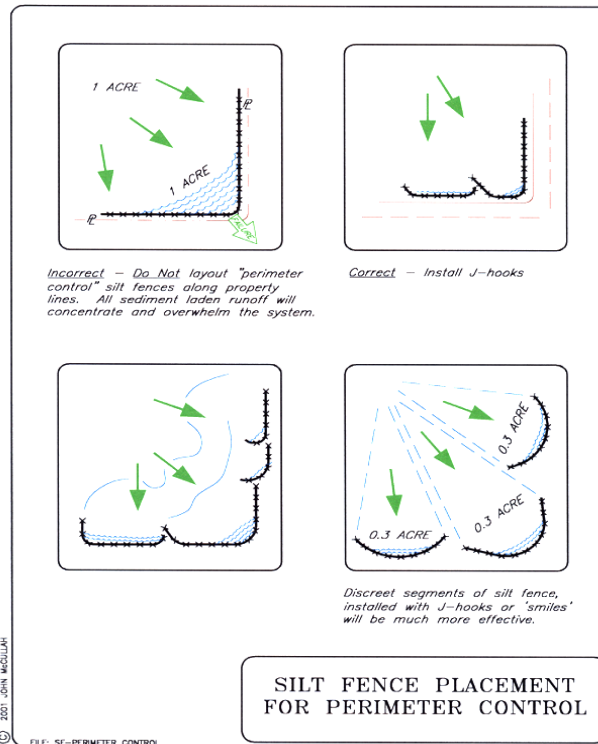 1 ACRE
PL
1 ACRE
PL
FAILURE
Incorrect – Do Not layout "perimeter
control" silt fences along property
lines. All sediment laden runoff will
concentrate and overwhelm the system.
Correct – Install J-hooks
0.3 ACRE
0.3 ACRE
0.3 ACRE
Discreet segments of silt fence,
installed with J-hooks or 'smiles'
will be much more effective.
SILT FENCE PLACEMENT
FOR PERIMETER CONTROL
© 2001 JOHN McCULLAH
FILE: SF-PERIMETER CONTROL